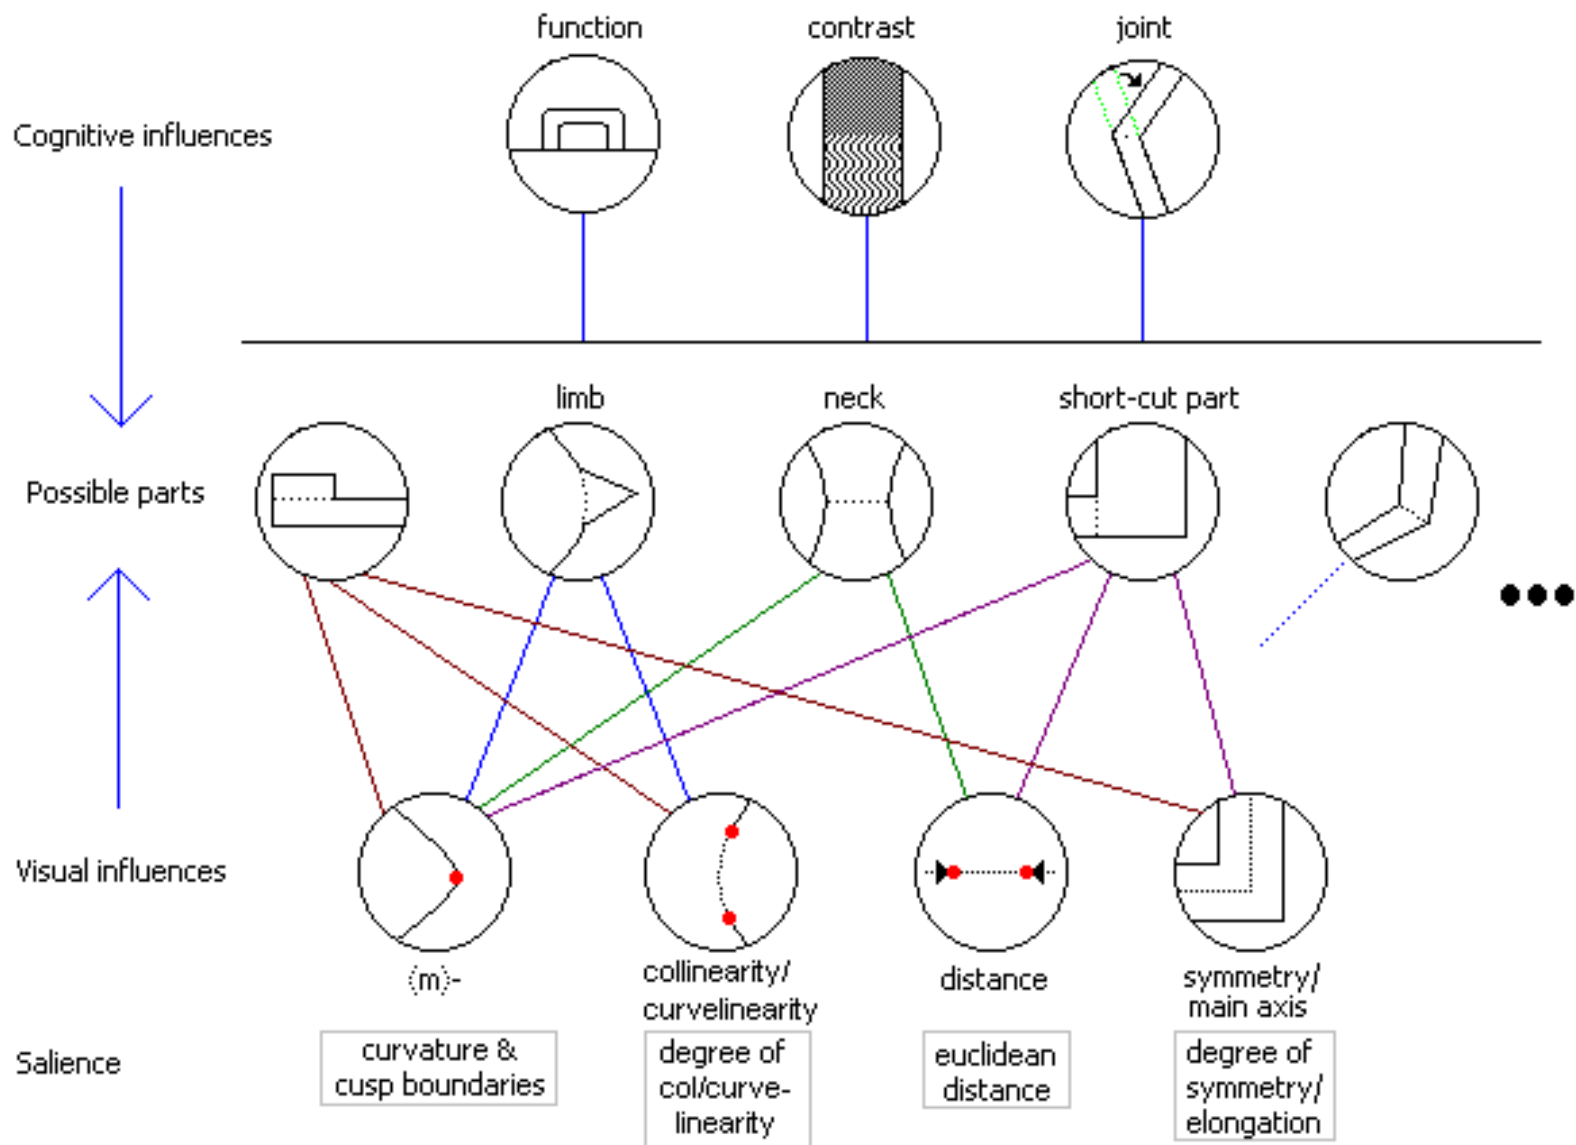 function
contrast
joint
Cognitive influences
limb
neck
short-cut part
Possible parts
Visual influences
(m)-
collinearity/
curvelinearity
distance
symmetry/
main axis
Salience
curvature &
cusp boundaries
degree of
col/curve-
linearity
euclidean
distance
degree of
symmetry/
elongation